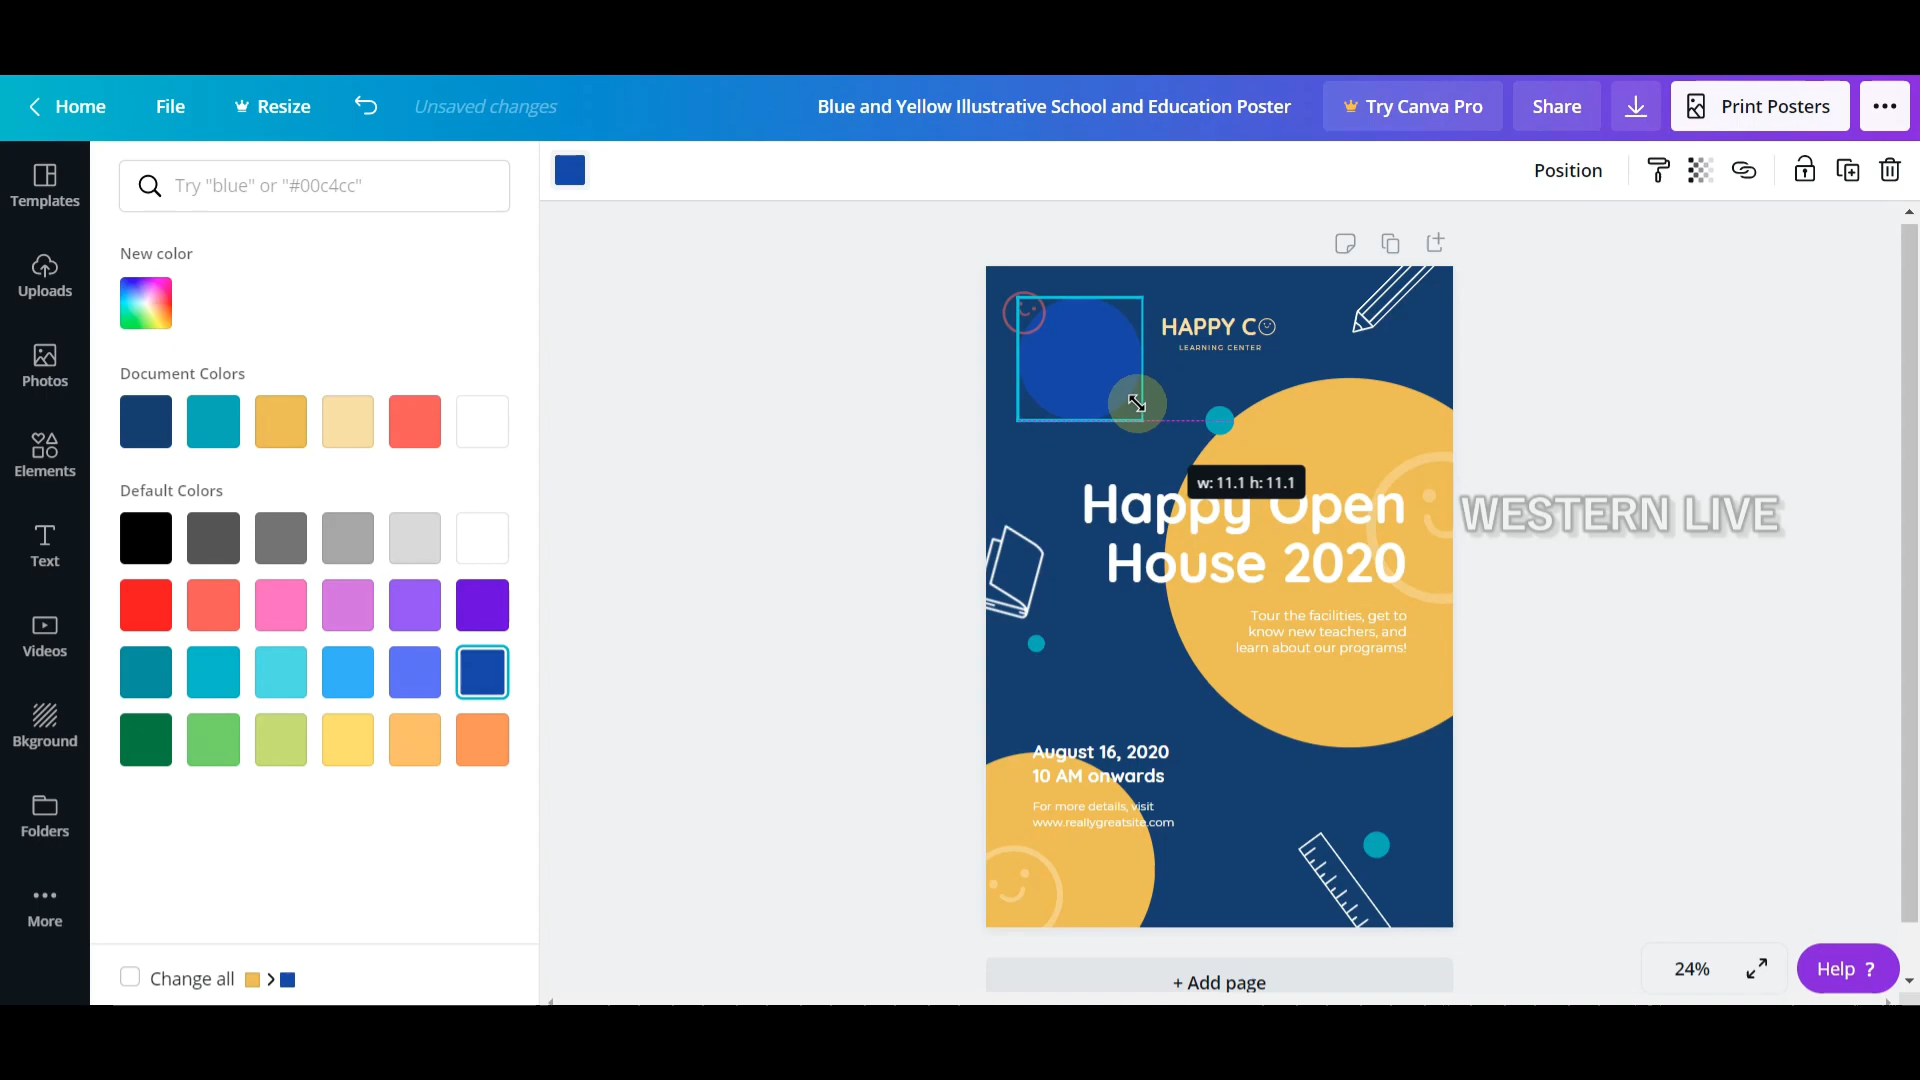 Home
File
Resize
Unsaved changes
Blue and Yellow Illustrative School and Education Poster
Try Canva Pro
Share
Print Posters
Templates
Uploads
Photos
Elements
Text
Videos
Bkground
Folders
More
Try "blue" or "#00c4cc"
New color
Document Colors
Default Colors
Change all
Position
HAPPY CO
LEARNING CENTER
w: 11.1 h: 11.1
Happy Open
House 2020
Tour the facilities, get to
know new teachers, and
learn about our programs!
August 16, 2020
10 AM onwards
For more details, visit
www.reallygreatsite.com
WESTERN LIVE
+ Add page
24%
Help ?